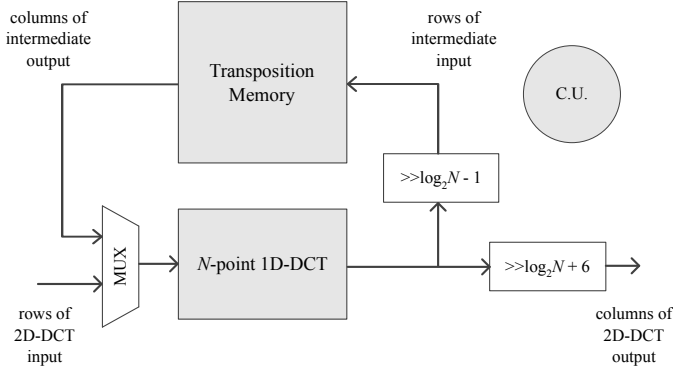 columns of
intermediate
output
Transposition
Memory
rows of
intermediate
input
C.U.
>>log₂N - 1
MUX
N-point 1D-DCT
>>log₂N + 6
rows of
2D-DCT
input
columns of
2D-DCT
output